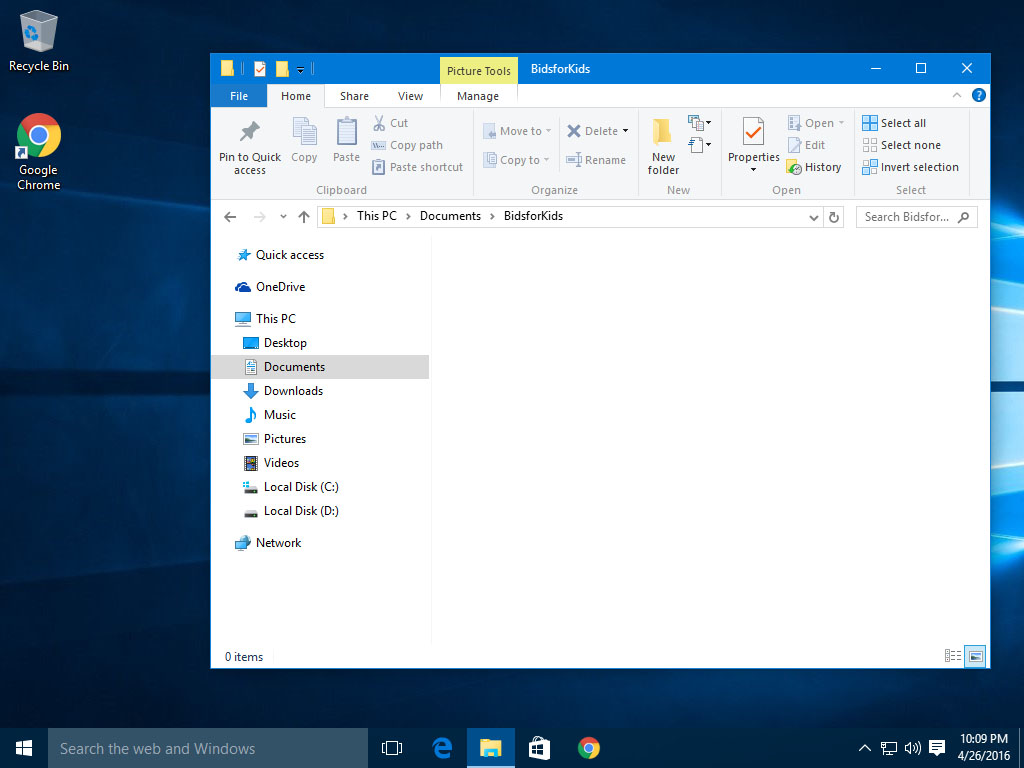 Recycle Bin
Google
Chrome
Picture Tools BidsforKids
File Home Share View Manage
Pin to Quick
access
Copy
Paste
Cut
Copy path
Paste shortcut
Clipboard
Move to
Copy to
Delete
Rename
Organize
New
folder
New
Properties
Open
Edit
History
Open
Select all
Select none
Invert selection
Select
This PC Documents BidsforKids
Search Bidsfor...
Quick access
OneDrive
This PC
Desktop
Documents
Downloads
Music
Pictures
Videos
Local Disk (C:)
Local Disk (D:)
Network
0 items
Search the web and Windows
10:09 PM
4/26/2016